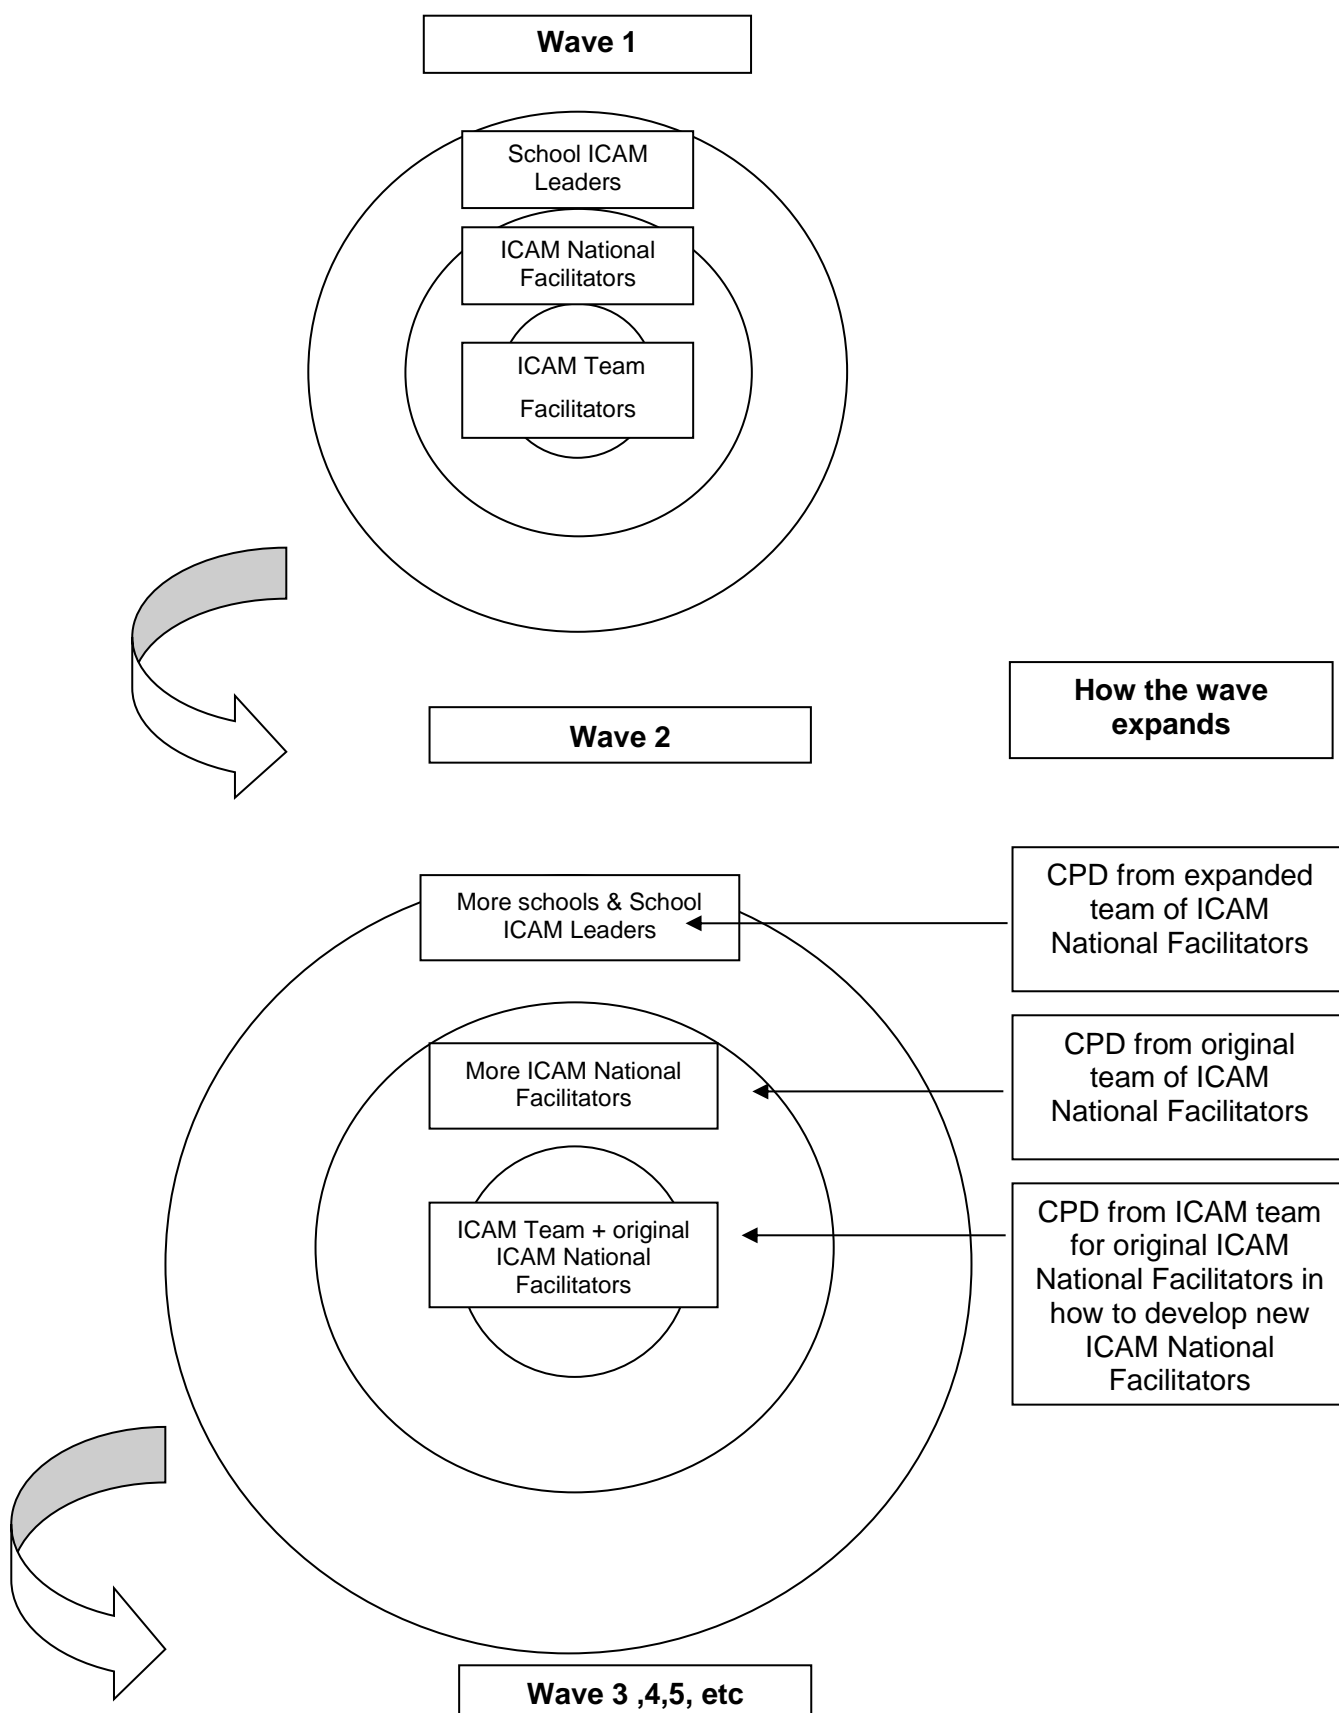 Wave 1
School ICAM
Leaders
ICAM National
Facilitators
ICAM Team
Facilitators
How the wave
expands
Wave 2
More schools & School
ICAM Leaders
CPD from expanded
team of ICAM
National Facilitators
More ICAM National
Facilitators
CPD from original
team of ICAM
National Facilitators
ICAM Team + original
ICAM National
Facilitators
CPD from ICAM team
for original ICAM
National Facilitators in
how to develop new
ICAM National
Facilitators
Wave 3 ,4,5, etc